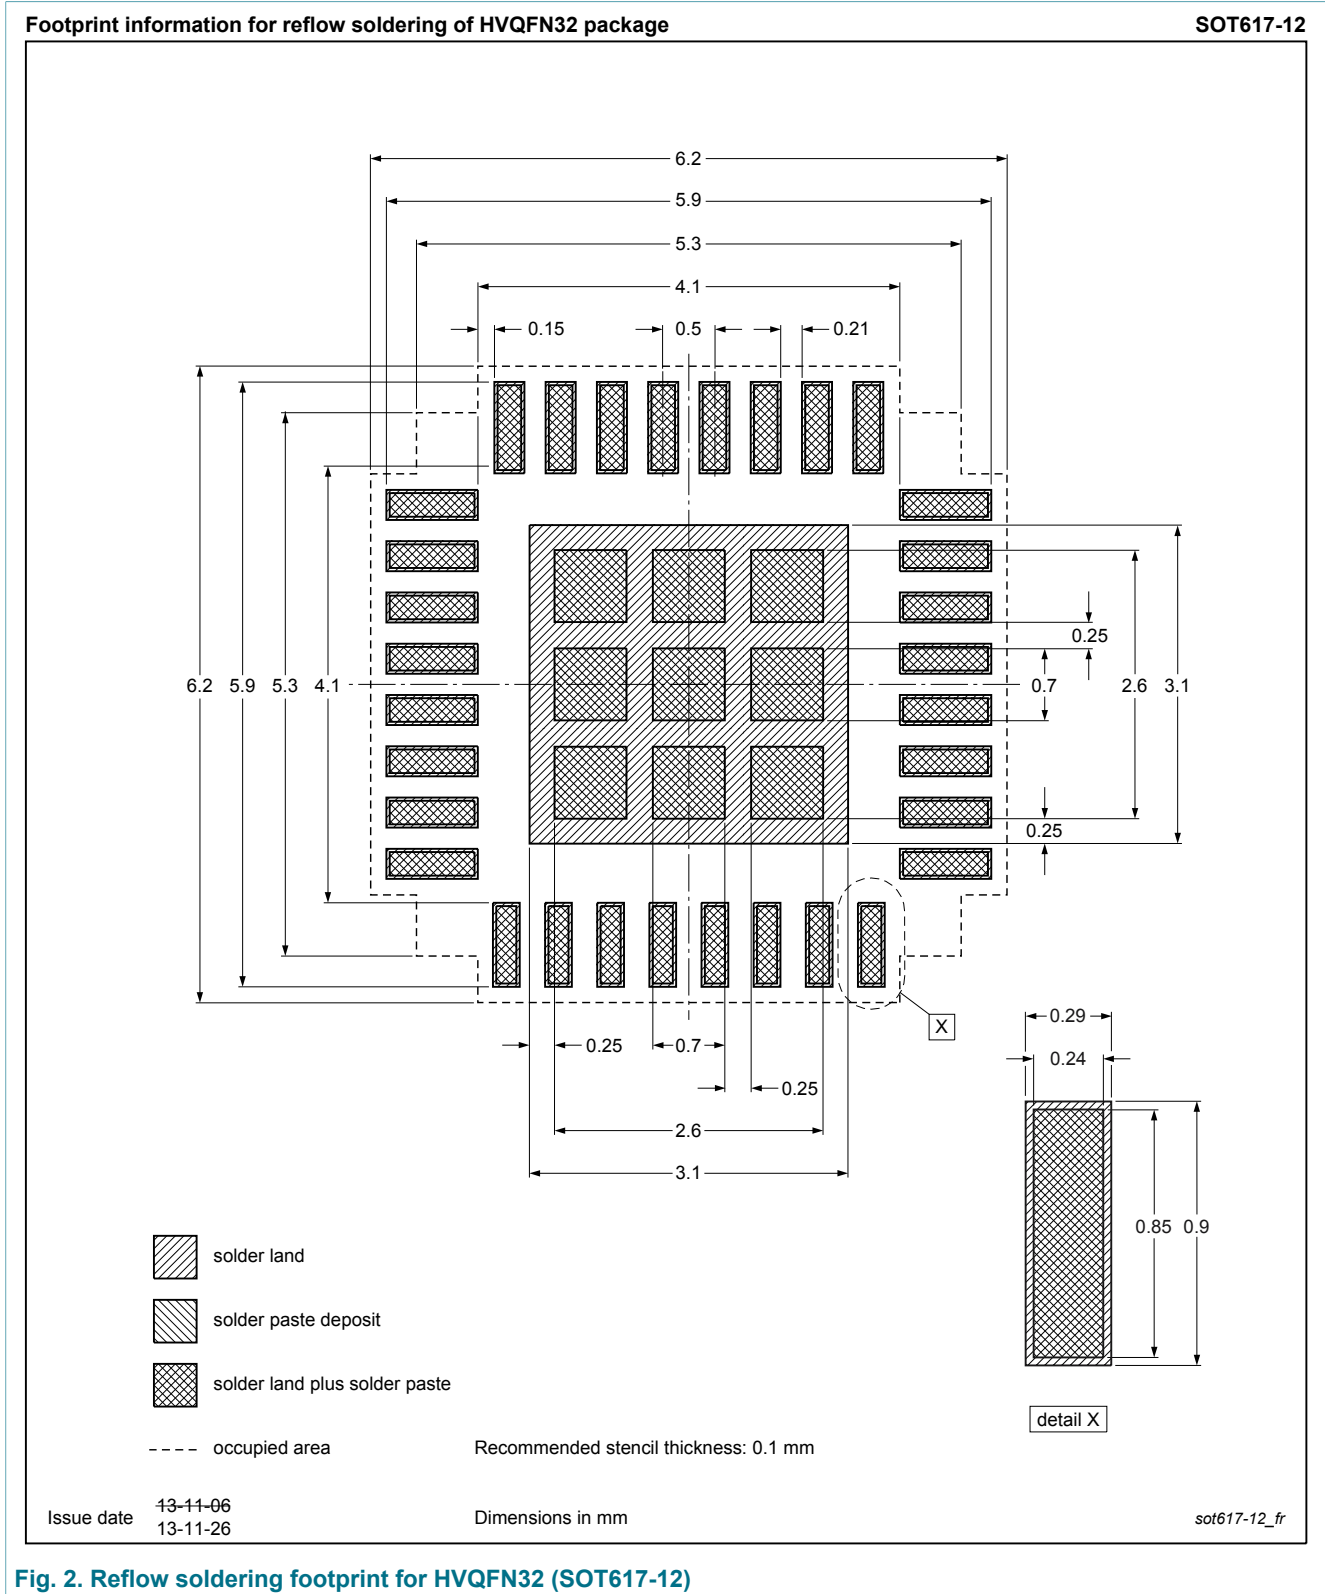 Footprint information for reflow soldering of HVQFN32 package SOT617-12
6.2
5.9
5.3
4.1
0.15 0.5 0.21
0.25
6.2 5.9 5.3 4.1 0.7 2.6 3.1
0.25
X
0.25 0.7
0.25
2.6
3.1
0.29
0.24
0.85 0.9
detail X
solder land
solder paste deposit
solder land plus solder paste
occupied area Recommended stencil thickness: 0.1 mm
Issue date 13-11-06
13-11-26 Dimensions in mm sot617-12_fr
Fig. 2. Reflow soldering footprint for HVQFN32 (SOT617-12)